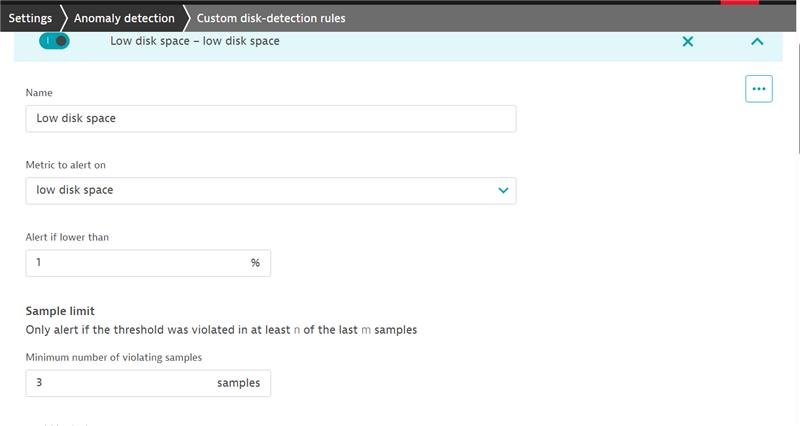 Settings Anomaly detection Custom disk-detection rules
Low disk space – low disk space
Name
Low disk space
Metric to alert on
low disk space
Alert if lower than
1 %
Sample limit
Only alert if the threshold was violated in at least n of the last m samples
Minimum number of violating samples
3 samples